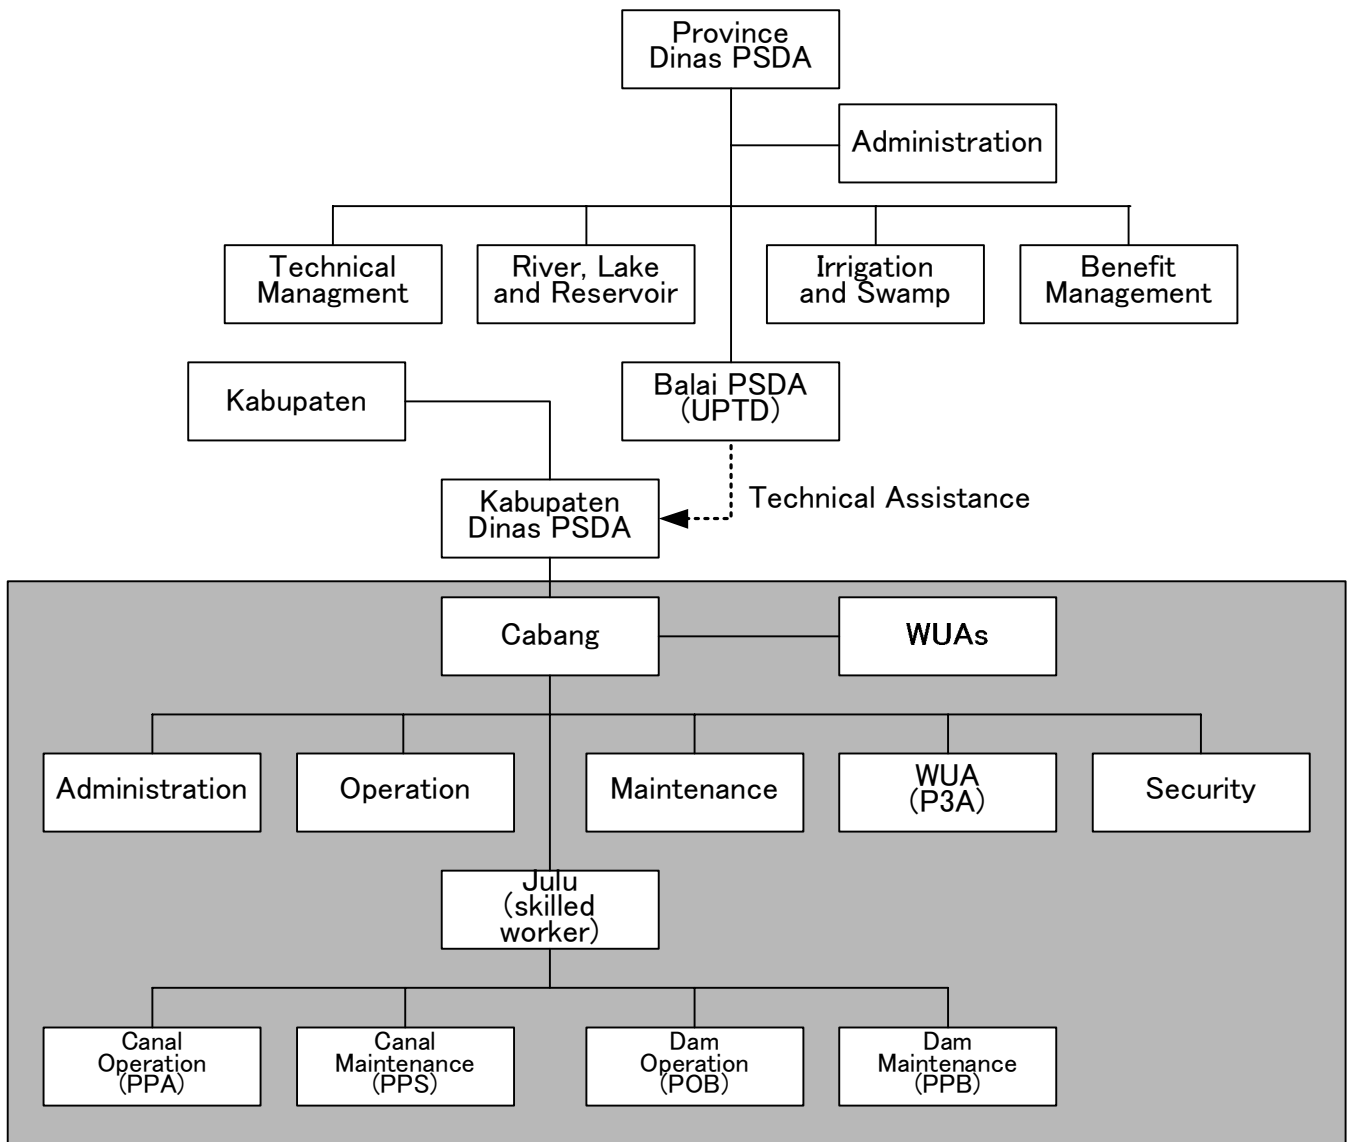 Province
Dinas PSDA
Administration
Technical
Managment
River, Lake
and Reservoir
Irrigation
and Swamp
Benefit
Management
Kabupaten
Balai PSDA
(UPTD)
Kabupaten
Dinas PSDA
Technical Assistance
Cabang
WUAs
Administration
Operation
Maintenance
WUA
(P3A)
Security
Julu
(skilled
worker)
Canal
Operation
(PPA)
Canal
Maintenance
(PPS)
Dam
Operation
(POB)
Dam
Maintenance
(PPB)